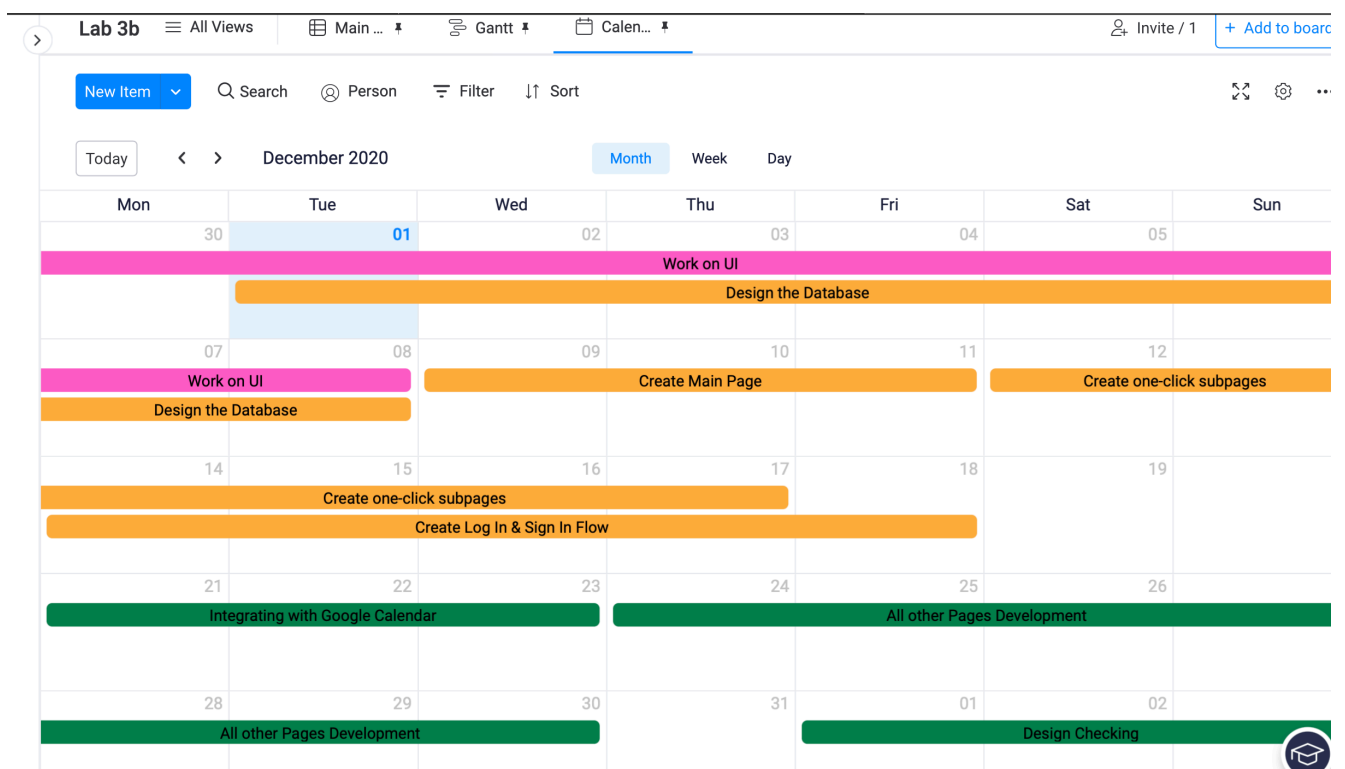 Lab 3b All Views Main ... Gantt Calen... Invite / 1 + Add to board
New Item Search Person Filter Sort
Today December 2020 Month Week Day
Mon Tue Wed Thu Fri Sat Sun
30 01 02 03 04 05
Work on UI
Design the Database
07 08 09 10 11 12
Work on UI Create Main Page Create one-click subpages
Design the Database
14 15 16 17 18 19
Create one-click subpages
Create Log In & Sign In Flow
21 22 23 24 25 26
Integrating with Google Calendar All other Pages Development
28 29 30 31 01 02
All other Pages Development Design Checking